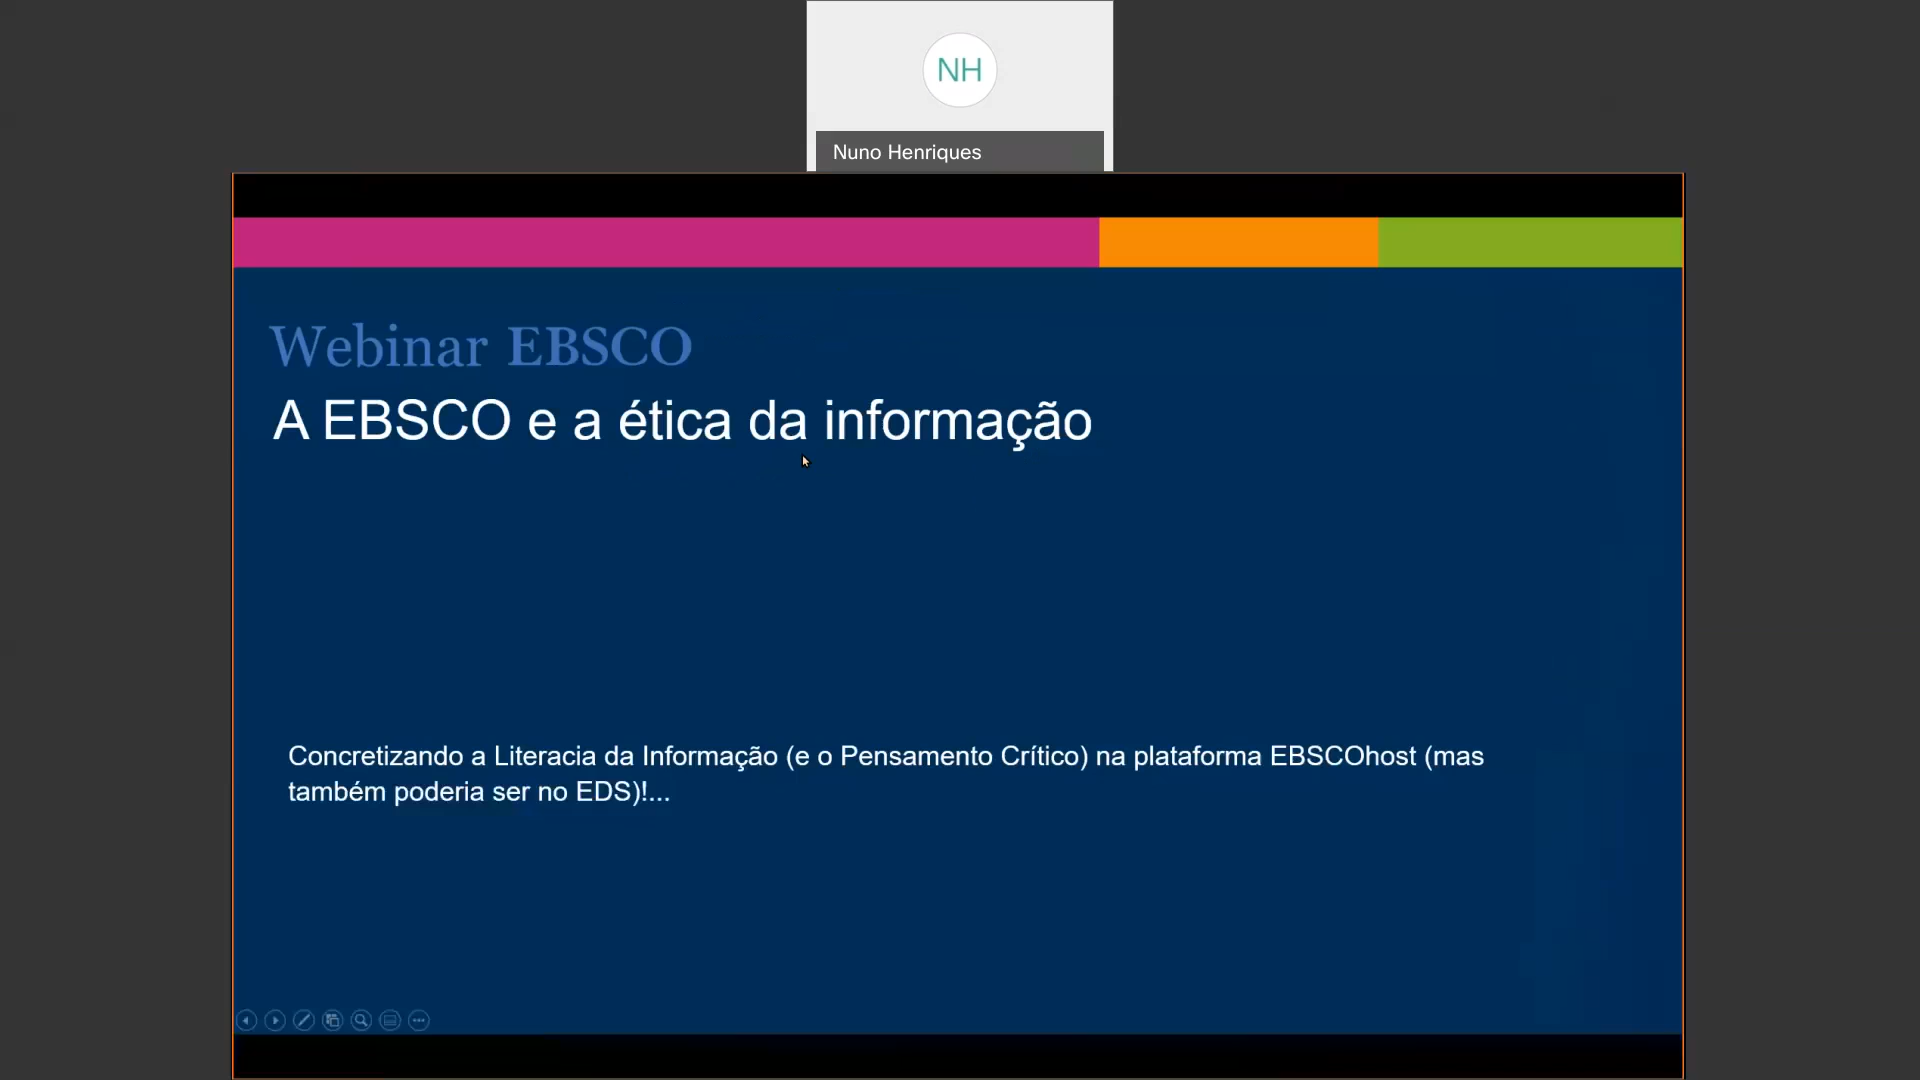 NH
Nuno Henriques
Webinar EBSCO
A EBSCO e a ética da informação
Concretizando a Literacia da Informação (e o Pensamento Crítico) na plataforma EBSCOhost (mas
também poderia ser no EDS)!...